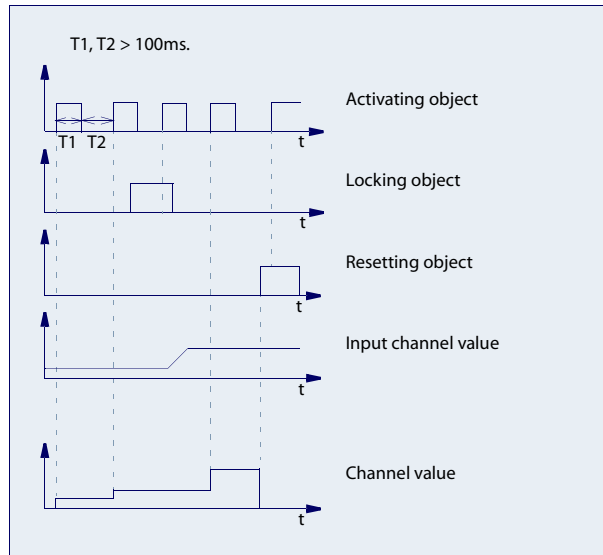 T1, T2 > 100ms.
Activating object
T1 T2
t
Locking object
t
Resetting object
t
Input channel value
t
Channel value
t